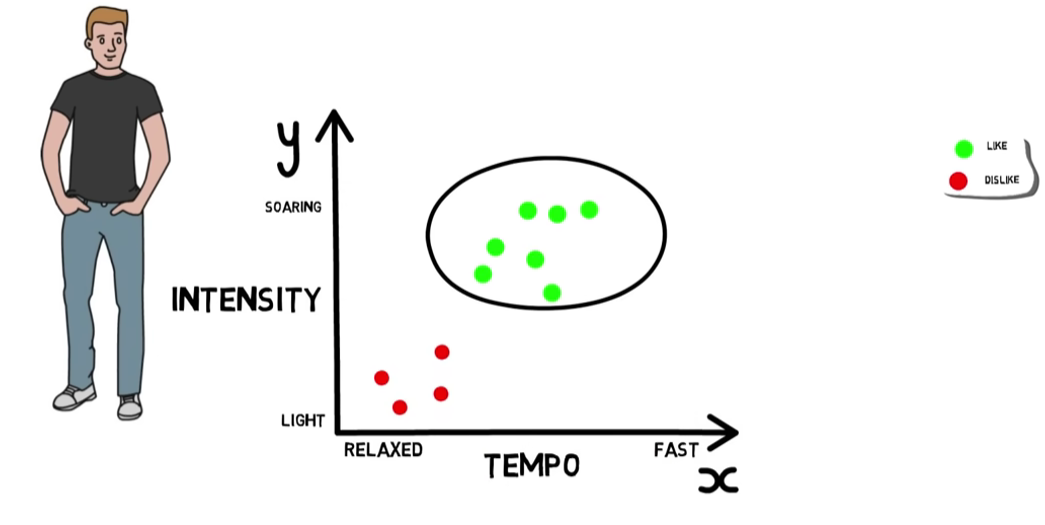 y
LIKE
DISLIKE
SOARING
INTENSITY
LIGHT
RELAXED
FAST
TEMPO
x